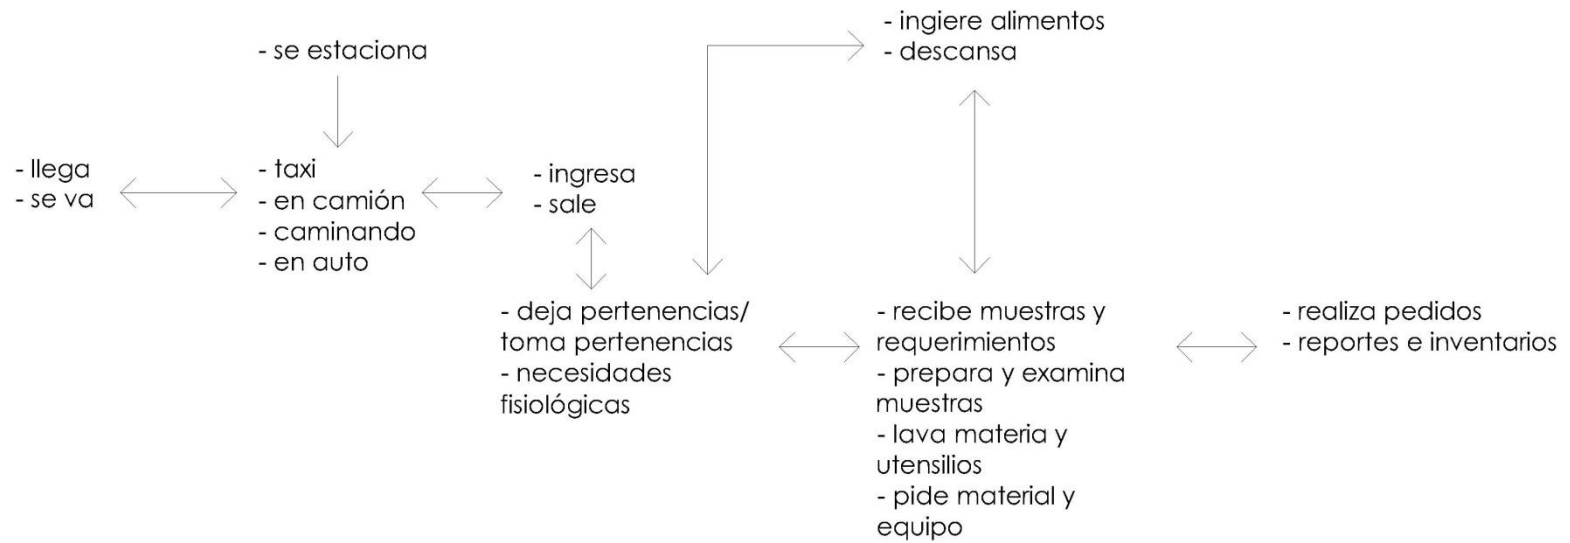 - se estaciona
- llega
- se va
- taxi
- en camión
- caminando
- en auto
- ingresa
- sale
- ingiere alimentos
- descansa
- deja pertenencias/
toma pertenencias
- necesidades
fisiológicas
- recibe muestras y
requerimientos
- prepara y examina
muestras
- lava materia y
utensilios
- pide material y
equipo
- realiza pedidos
- reportes e inventarios